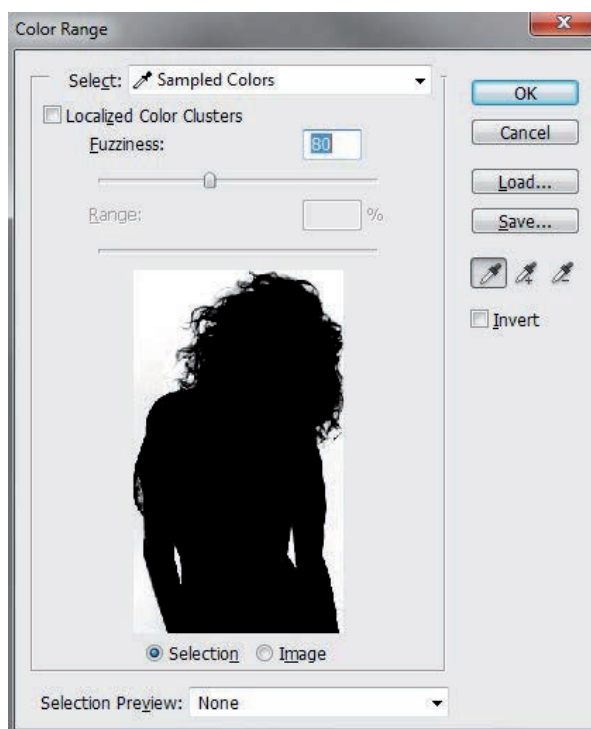 Color Range
x
Select: Sampled Colors
Localized Color Clusters
Fuzziness: 80
Range: %
Selection Image
Selection Preview: None
OK
Cancel
Load...
Save...
Invert